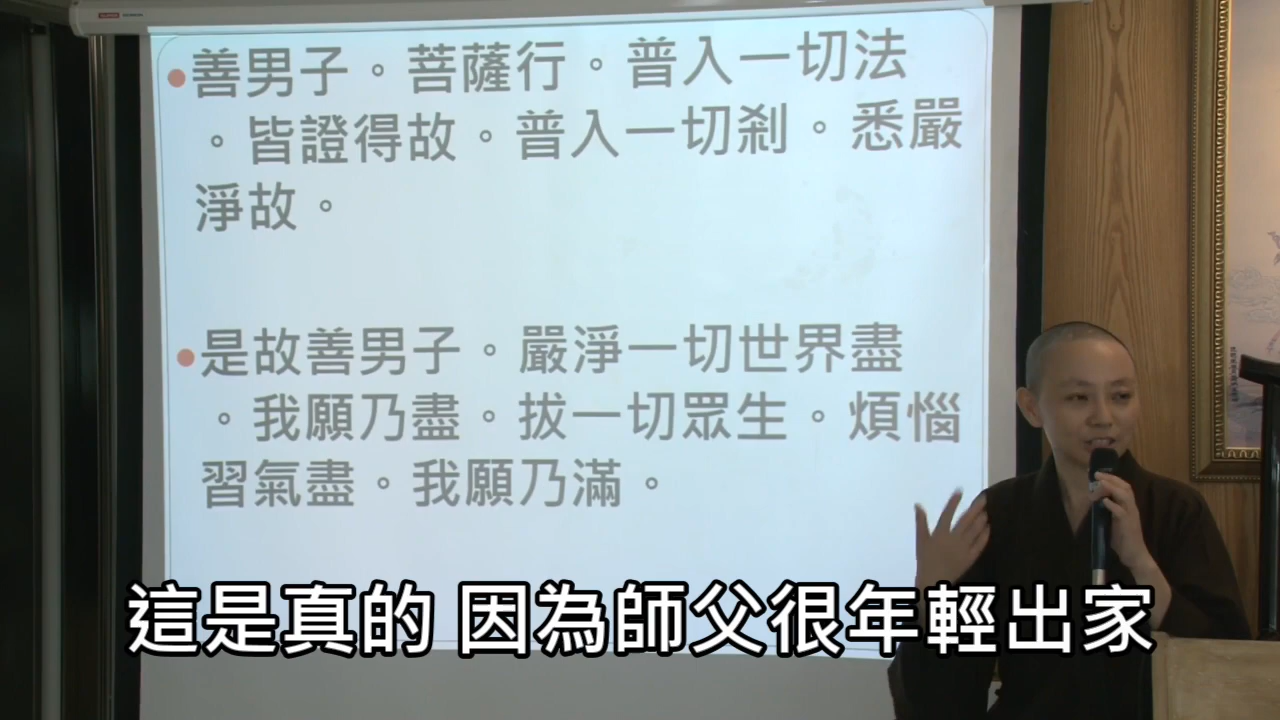 善男子。菩薩行。普入一切法
。皆證得故。普入一切剎。悉嚴
淨故。
是故善男子。嚴淨一切世界盡
。我願乃盡。拔一切眾生。煩惱
習氣盡。我願乃滿。
這是真的 因為師父很年輕出家